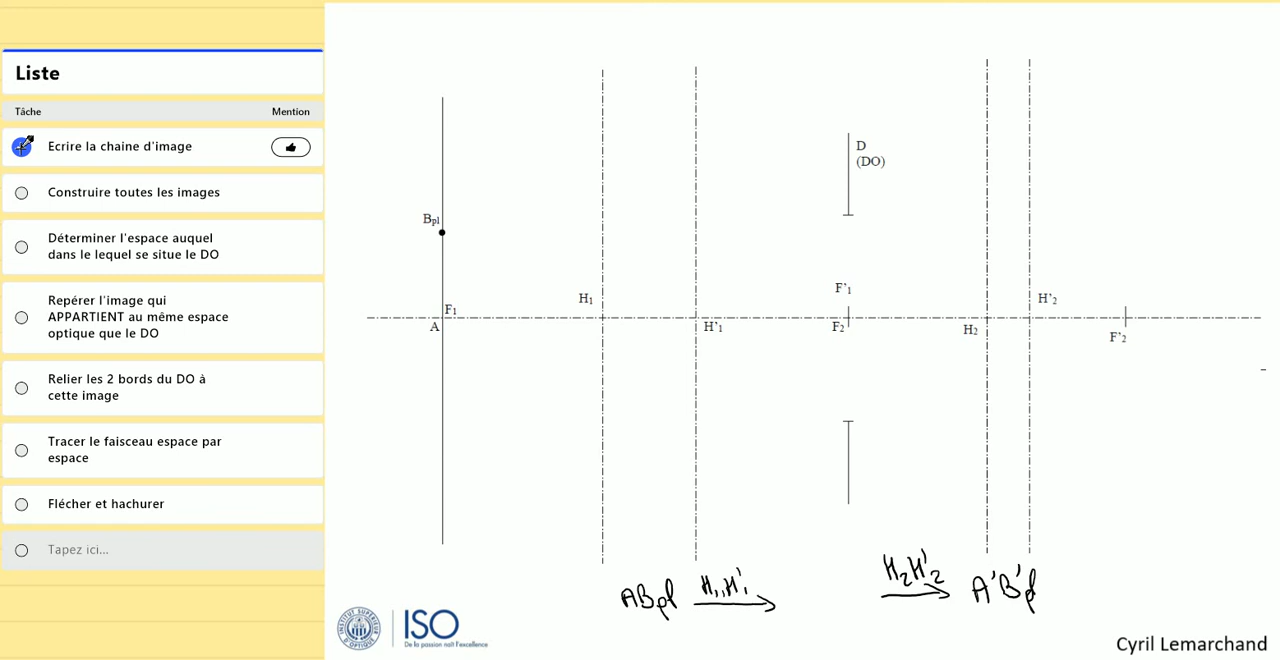 Liste
Tâche Mention
Ecrire la chaine d'image
Construire toutes les images
Déterminer l'espace auquel
dans le lequel se situe le DO
Repérer l'image qui
APPARTIENT au même espace
optique que le DO
Relier les 2 bords du DO à
cette image
Tracer le faisceau espace par
espace
Flécher et hachurer
Tapez ici...
D
(DO)
Bpl
F'1
H1
H'2
F1
A
H'1
F2
H2
F'2
ABpl H1H'1 H2H'2 A'B'pl
INSTITUT SUPÉRIEUR D'OPTIQUE
ISO
De la passion naît l'excellence
Cyril Lemarchand